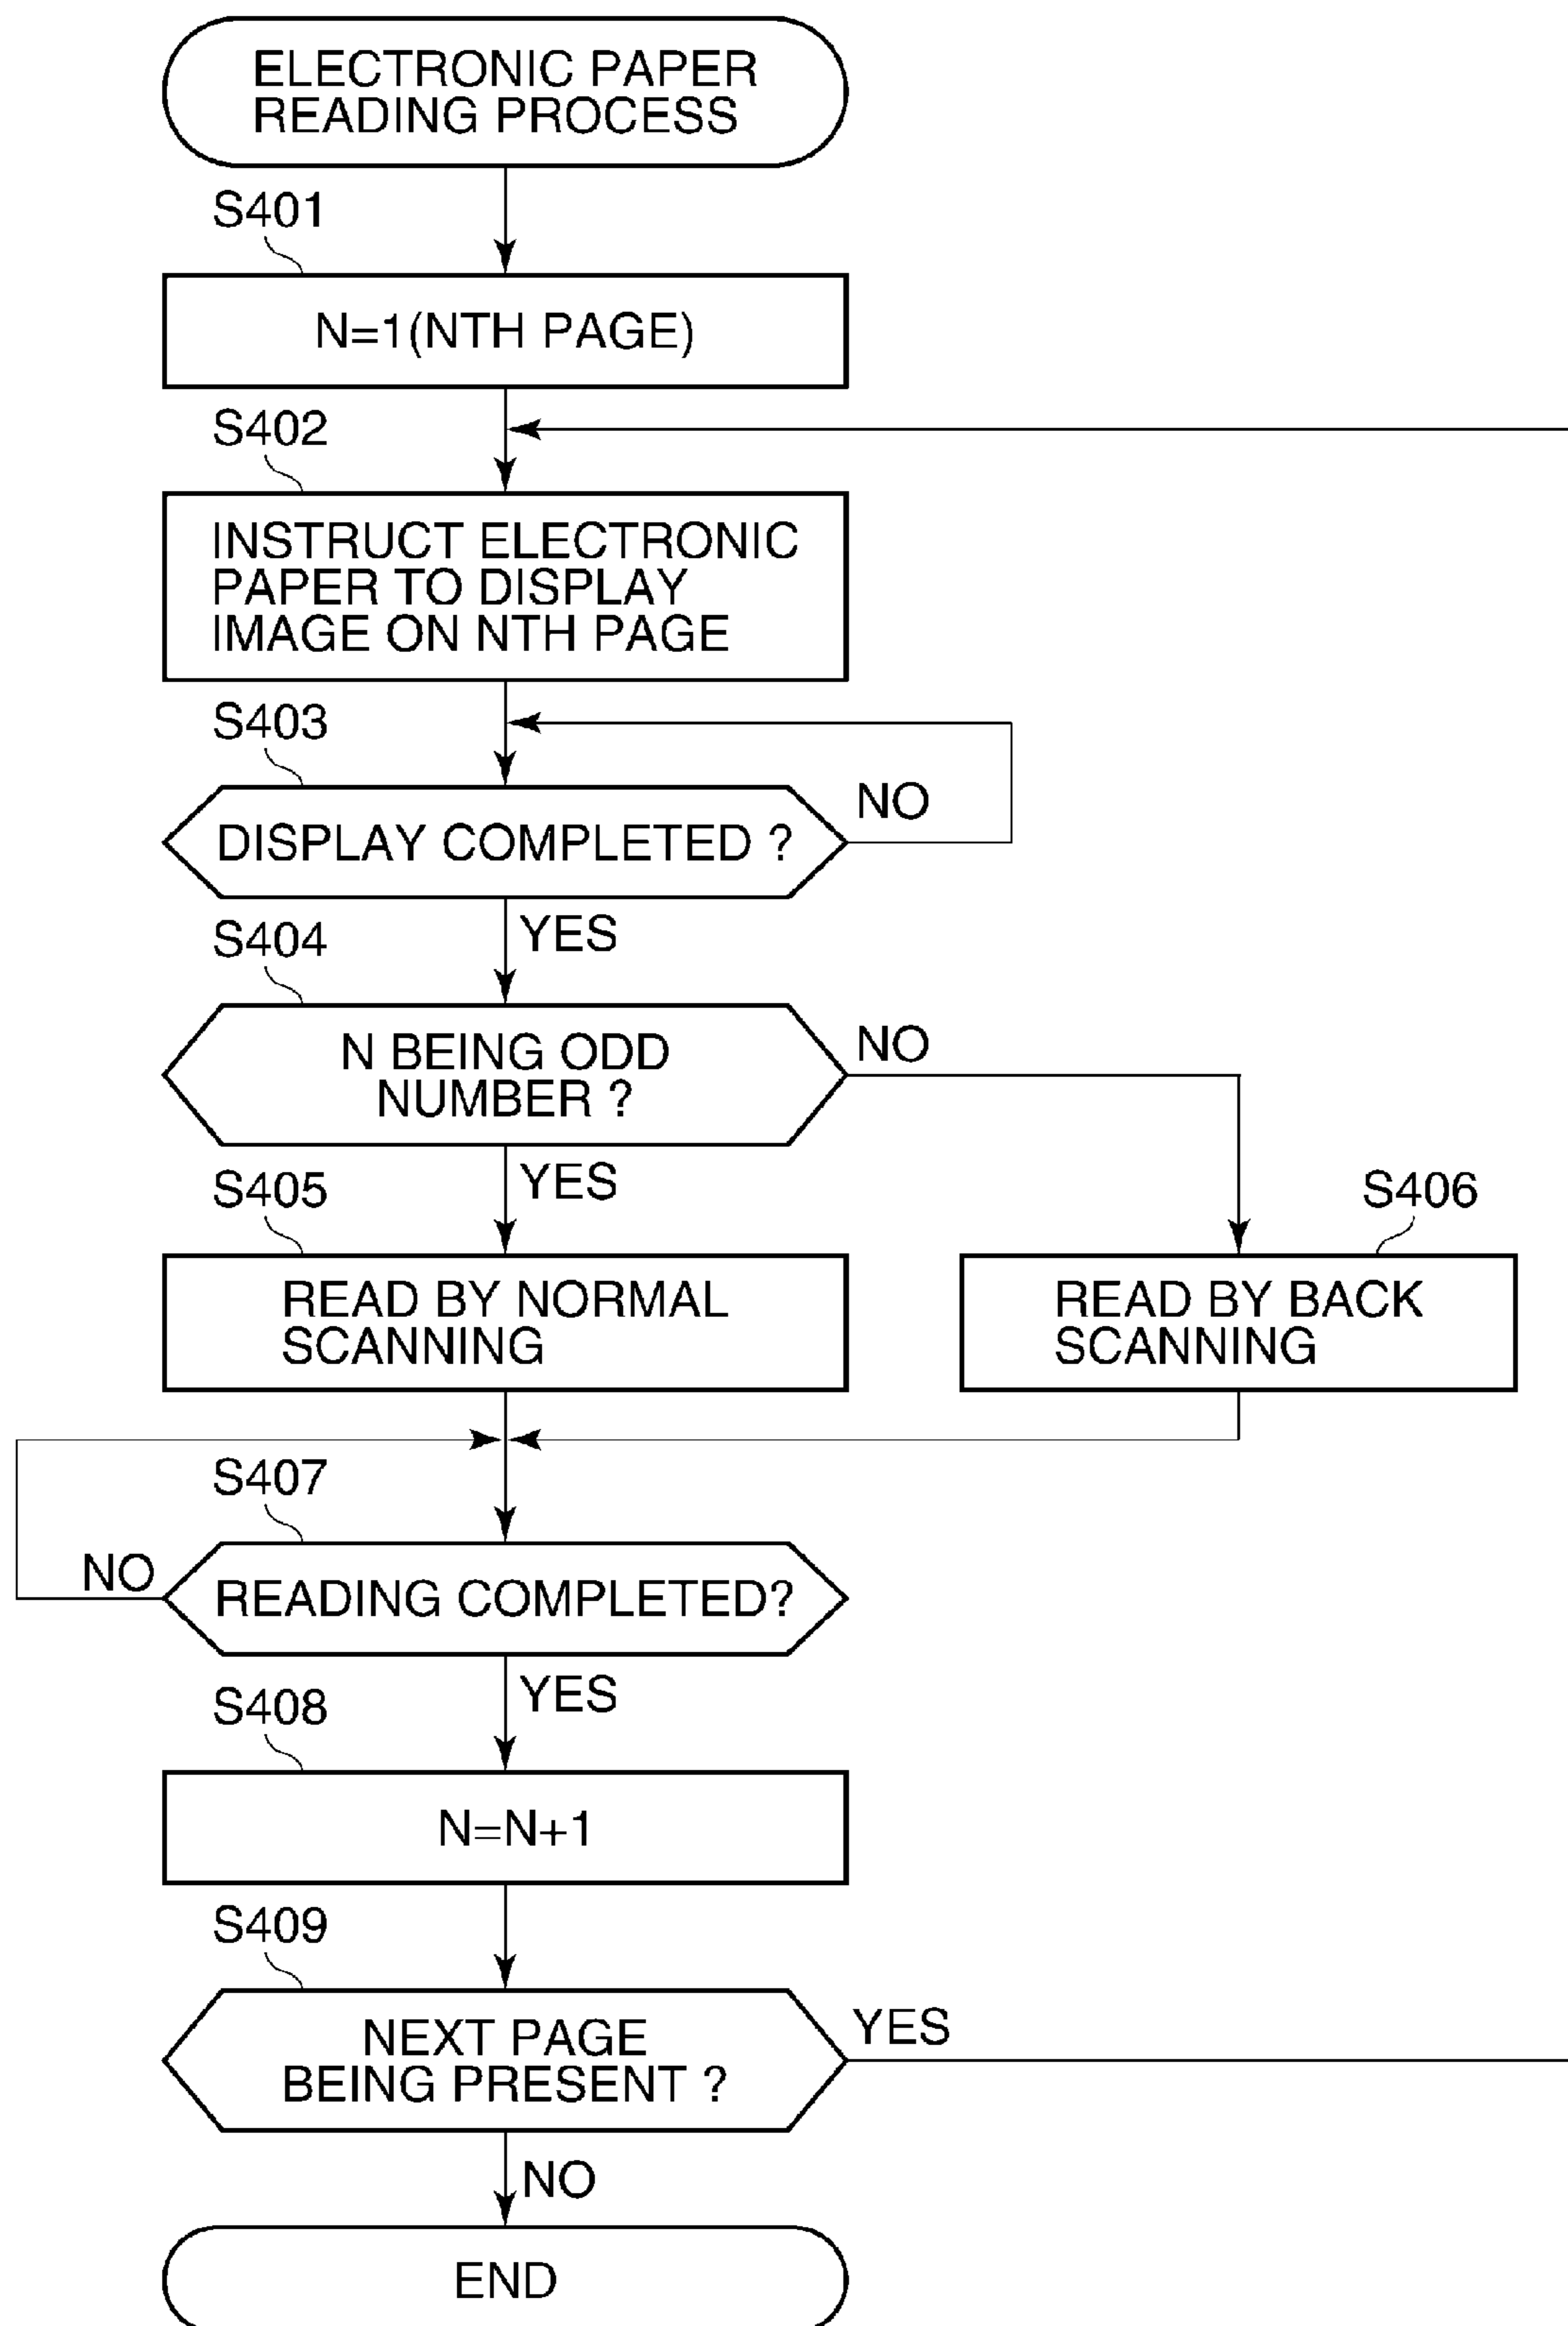 ELECTRONIC PAPER
READING PROCESS
S401
N=1(NTH PAGE)
S402
INSTRUCT ELECTRONIC
PAPER TO DISPLAY
IMAGE ON NTH PAGE
S403
DISPLAY COMPLETED ?
NO
YES
S404
N BEING ODD
NUMBER ?
NO
YES
S405
READ BY NORMAL
SCANNING
S406
READ BY BACK
SCANNING
S407
NO
READING COMPLETED?
YES
S408
N=N+1
S409
NEXT PAGE
BEING PRESENT ?
YES
NO
END